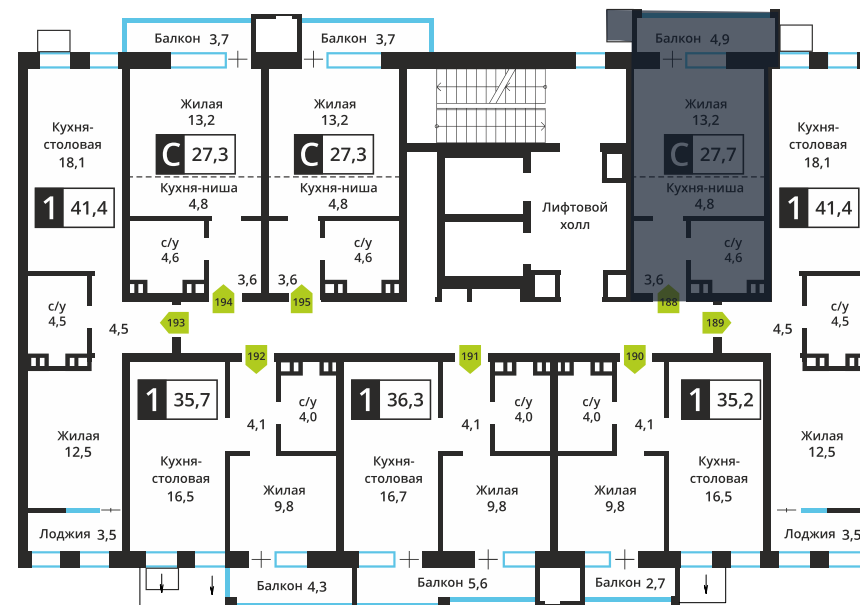 Балкон 3,7
Балкон 3,7
Балкон 4,9
Кухня-
столовая
18,1
1 41,4
Жилая
13,2
С 27,3
Кухня-ниша
4,8
Жилая
13,2
С 27,3
Кухня-ниша
4,8
Лифтовой
холл
Жилая
13,2
С 27,7
Кухня-ниша
4,8
Кухня-
столовая
18,1
1 41,4
с/у
4,6
3,6
3,6
с/у
4,6
3,6
с/у
4,6
с/у
4,5
4,5
193
194
195
188
189
4,5
с/у
4,5
192
191
190
1 35,7
4,1
с/у
4,0
1 36,3
4,1
с/у
4,0
с/у
4,0
4,1
1 35,2
Жилая
12,5
Кухня-
столовая
16,5
Жилая
9,8
Кухня-
столовая
16,7
Жилая
9,8
Жилая
9,8
Кухня-
столовая
16,5
Жилая
12,5
Лоджия 3,5
Балкон 4,3
Балкон 5,6
Балкон 2,7
Лоджия 3,5